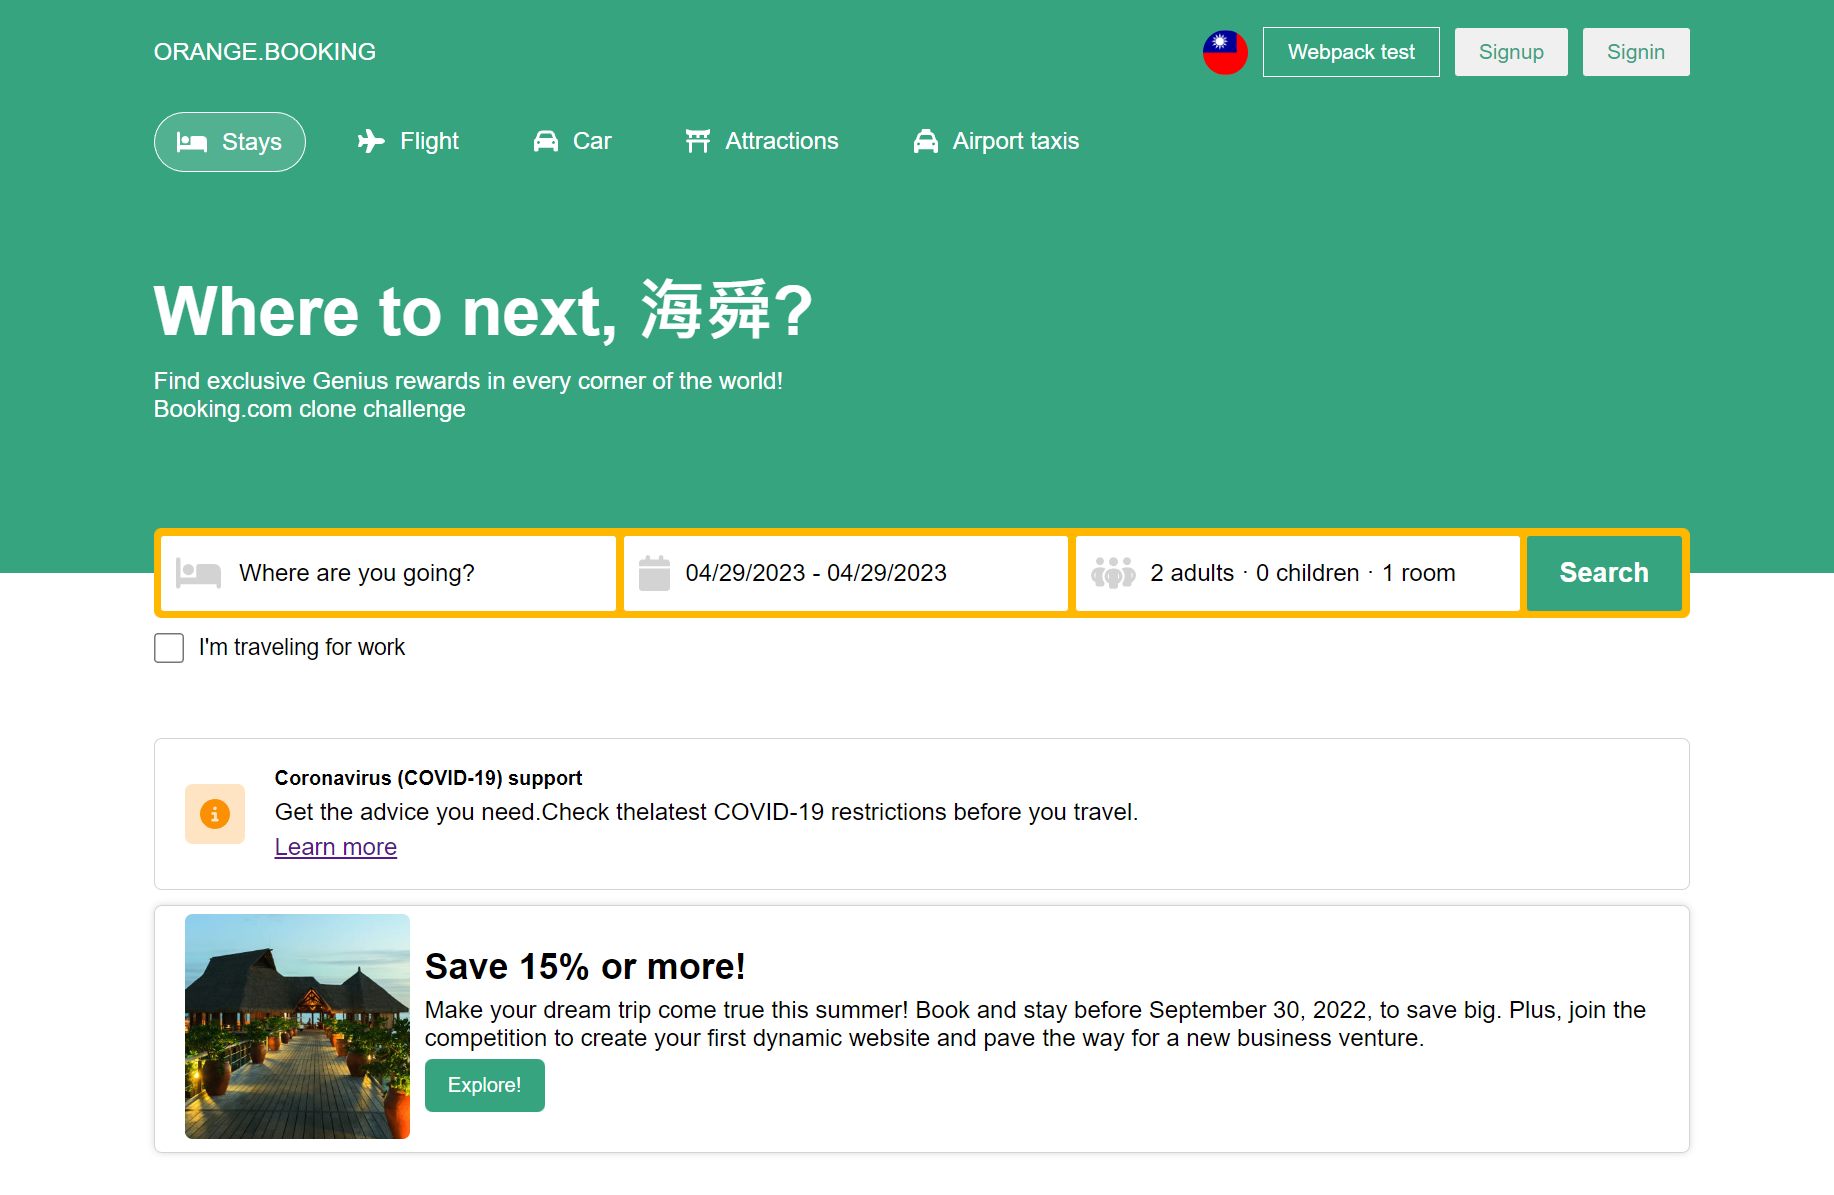 ORANGE.BOOKING
Webpack test
Signup
Signin
Stays
Flight
Car
Attractions
Airport taxis
Where to next, 海舜?
Find exclusive Genius rewards in every corner of the world!
Booking.com clone challenge
Where are you going?
04/29/2023 - 04/29/2023
2 adults · 0 children · 1 room
Search
I'm traveling for work
Coronavirus (COVID-19) support
Get the advice you need.Check thelatest COVID-19 restrictions before you travel.
Learn more
Save 15% or more!
Make your dream trip come true this summer! Book and stay before September 30, 2022, to save big. Plus, join the
competition to create your first dynamic website and pave the way for a new business venture.
Explore!